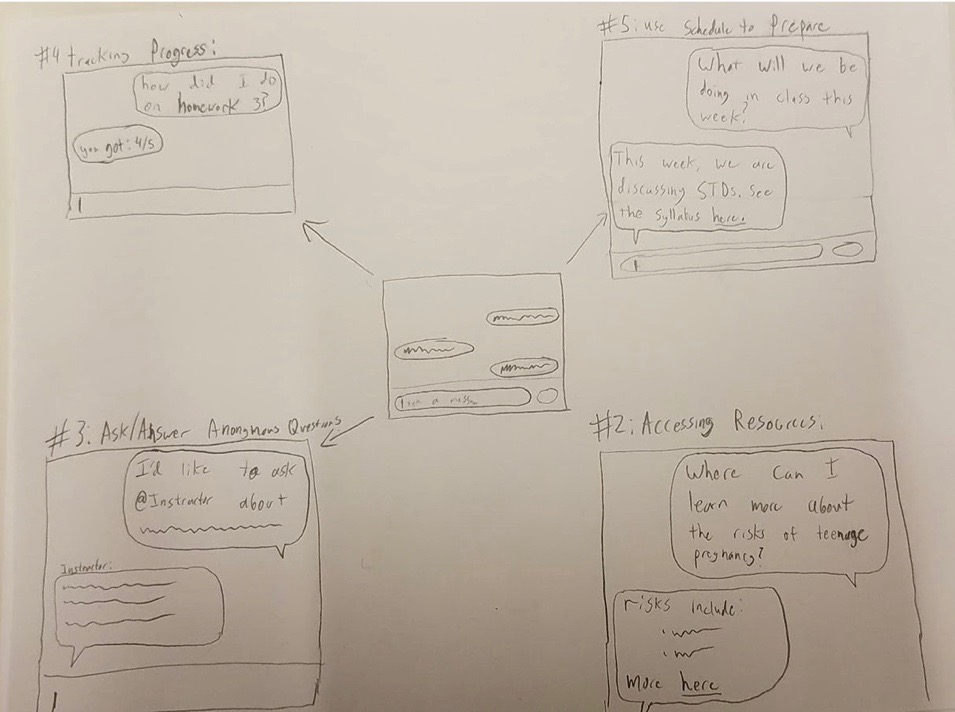 #4 tracking Progress:
how did I do
on homework 3?
you got: 4/5
#5: use Schedule to Prepare
What will we be
doing in class this
week?
This week, we are
discussing STDs. See
the syllabus here.
#3: Ask/Answer Anonymous Questions
I'd like to ask
@Instructor about
Instructor:
#2: Accessing Resources:
Where can I
learn more about
the risks of teenage
pregnancy?
risks include:
more here